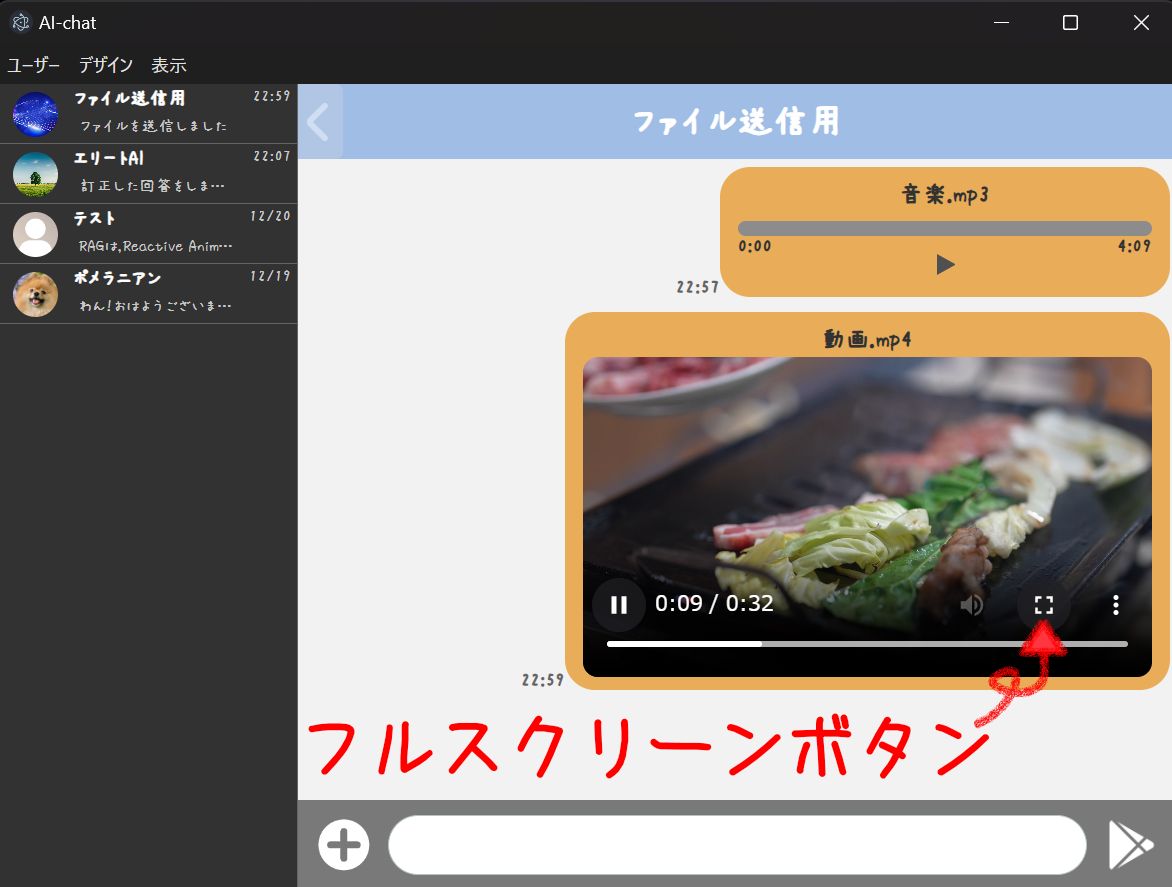 AI-chat
ユーザー デザイン 表示
ファイル送信用 22:59
ファイルを送信しました
エリートAI 22:07
訂正した回答をしま…
テスト 12/20
RAGは,Reactive Anim…
ポメラニアン 12/19
わん!おはようございま…
ファイル送信用
音楽.mp3
0:00 4:09
22:57
動画.mp4
0:09 / 0:32
22:59
フルスクリーンボタン